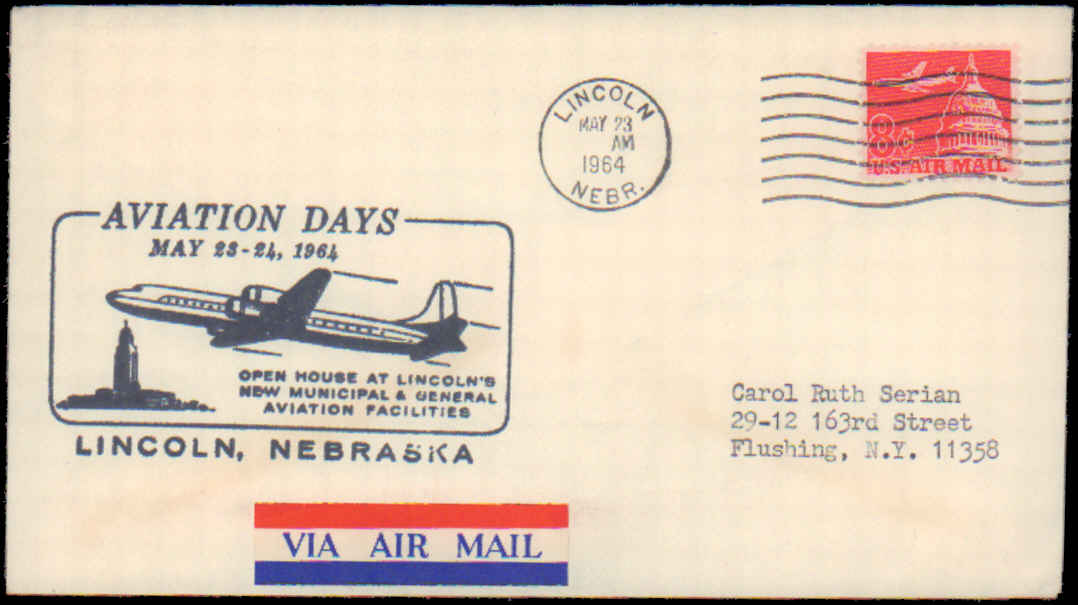 LINCOLN
MAY 23
AM
1964
NEBR.
8¢
U.S. AIR MAIL
AVIATION DAYS
MAY 23-24, 1964
OPEN HOUSE AT LINCOLN'S
NEW MUNICIPAL & GENERAL
AVIATION FACILITIES
LINCOLN, NEBRASKA
Carol Ruth Serian
29-12 163rd Street
Flushing, N.Y. 11358
VIA AIR MAIL